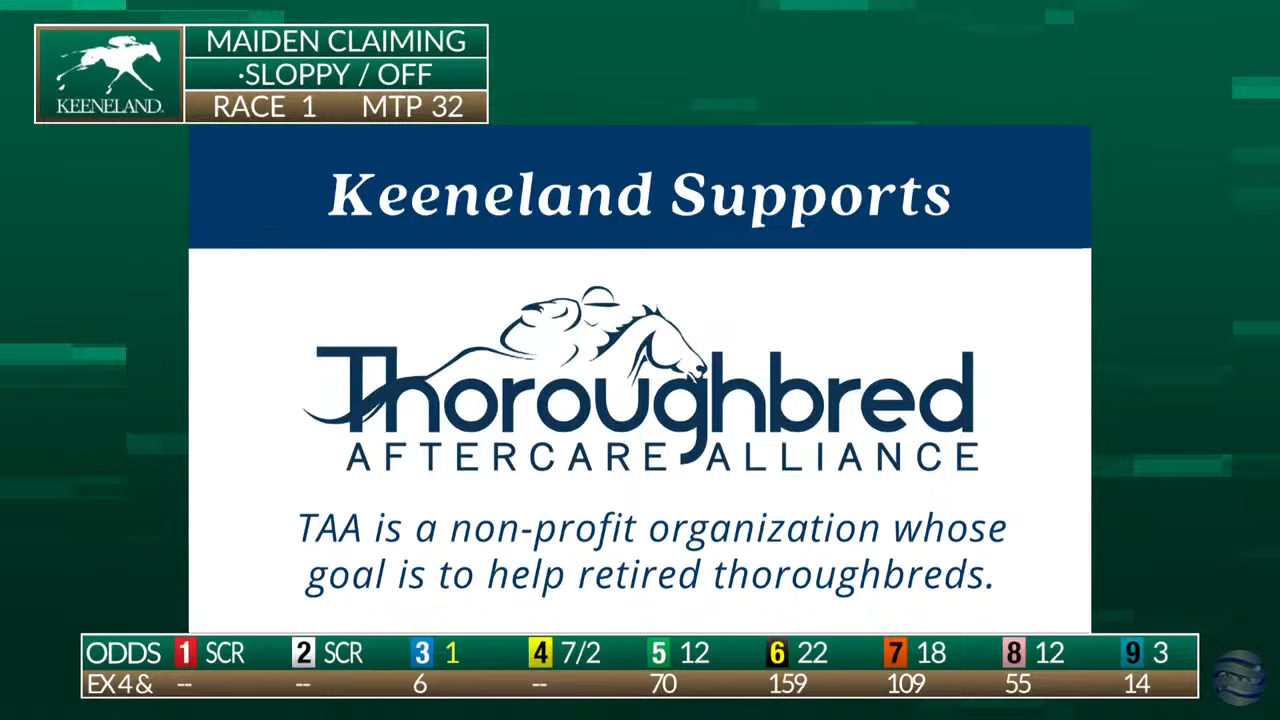 MAIDEN CLAIMING
·SLOPPY / OFF
KEENELAND.
RACE 1 MTP 32
Keeneland Supports
Thoroughbred
AFTERCARE ALLIANCE
TAA is a non-profit organization whose
goal is to help retired thoroughbreds.
ODDS 1 SCR 2 SCR 3 1 4 7/2 5 12 6 22 7 18 8 12 9 3
EX 4 & -- -- 6 -- 70 159 109 55 14